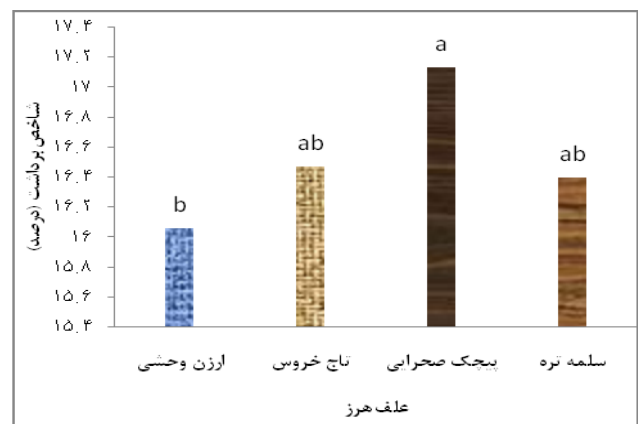 شاخص برداشت (درصد)
۱۷.۴
۱۷.۲
۱۷
۱۶.۸
۱۶.۶
۱۶.۴
۱۶.۲
۱۶
۱۵.۸
۱۵.۶
۱۵.۴
b
ab
a
ab
ارزن وحشی
تاج خروس
پیچک صحرایی
سلمه تره
علف هرز